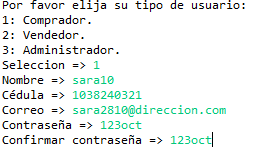 Por favor elija su tipo de usuario:
1: Comprador.
2: Vendedor.
3: Administrador.
Seleccion => 1
Nombre => sara10
Cédula => 1038240321
Correo => sara2810@direccion.com
Contraseña => 123oct
Confirmar contraseña => 123oct